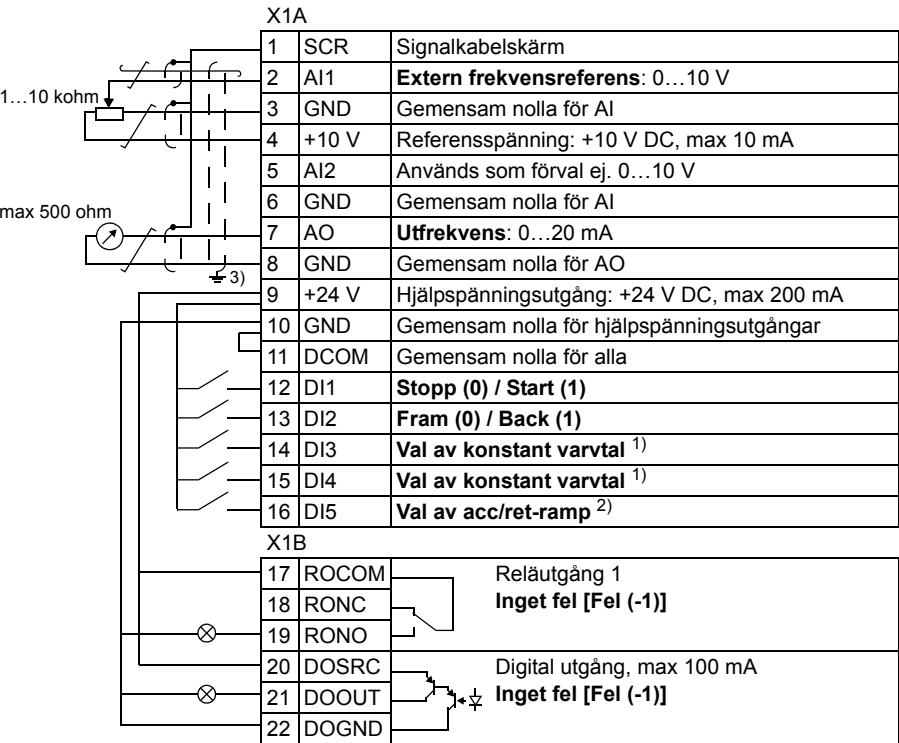 X1A
1 SCR Signalkabelskärm
2 AI1 Extern frekvensreferens: 0…10 V
1…10 kohm
3 GND Gemensam nolla för AI
4 +10 V Referensspänning: +10 V DC, max 10 mA
5 AI2 Används som förval ej. 0…10 V
6 GND Gemensam nolla för AI
max 500 ohm
7 AO Utfrekvens: 0…20 mA
8 GND Gemensam nolla för AO
3)
9 +24 V Hjälpspänningsutgång: +24 V DC, max 200 mA
10 GND Gemensam nolla för hjälpspänningsutgångar
11 DCOM Gemensam nolla för alla
12 DI1 Stopp (0) / Start (1)
13 DI2 Fram (0) / Back (1)
14 DI3 Val av konstant varvtal 1)
15 DI4 Val av konstant varvtal 1)
16 DI5 Val av acc/ret-ramp 2)
X1B
17 ROCOM Reläutgång 1
18 RONC Inget fel [Fel (-1)]
19 RONO
20 DOSRC Digital utgång, max 100 mA
21 DOOUT Inget fel [Fel (-1)]
22 DOGND